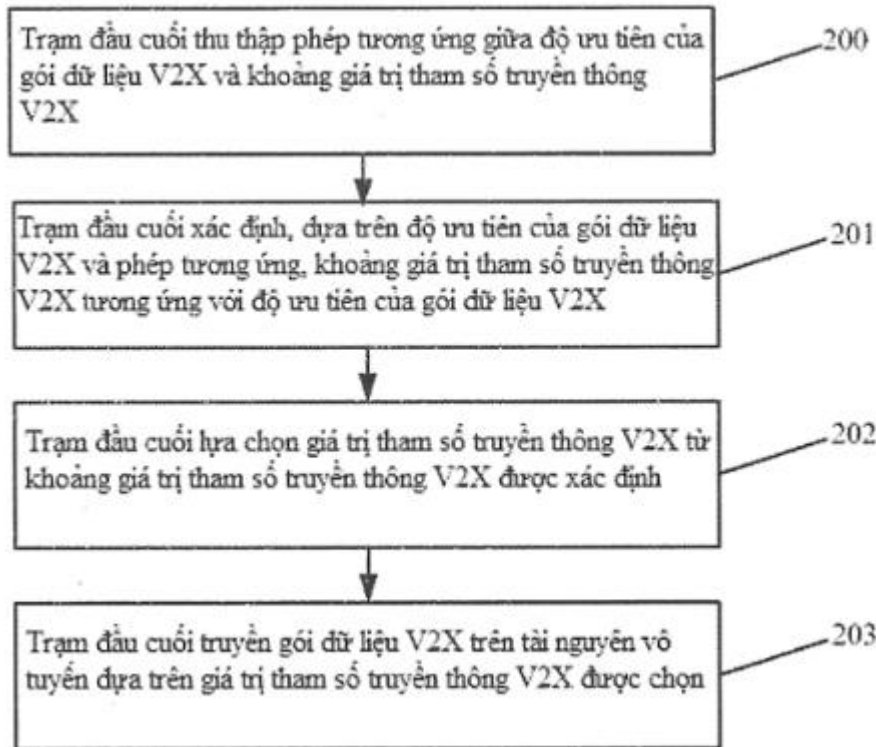 Trạm đầu cuối thu thập phép tương ứng giữa độ ưu tiên của
gói dữ liệu V2X và khoảng giá trị tham số truyền thông
V2X
200
Trạm đầu cuối xác định, dựa trên độ ưu tiên của gói dữ liệu
V2X và phép tương ứng, khoảng giá trị tham số truyền thông
V2X tương ứng với độ ưu tiên của gói dữ liệu V2X
201
Trạm đầu cuối lựa chọn giá trị tham số truyền thông V2X từ
khoảng giá trị tham số truyền thông V2X được xác định
202
Trạm đầu cuối truyền gói dữ liệu V2X trên tài nguyên vô
tuyến dựa trên giá trị tham số truyền thông V2X được chọn
203